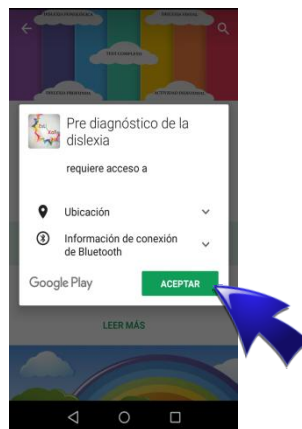 Pre diagnóstico de la
dislexia
requiere acceso a
Ubicación
Información de conexión
de Bluetooth
Google Play
ACEPTAR
LEER MÁS